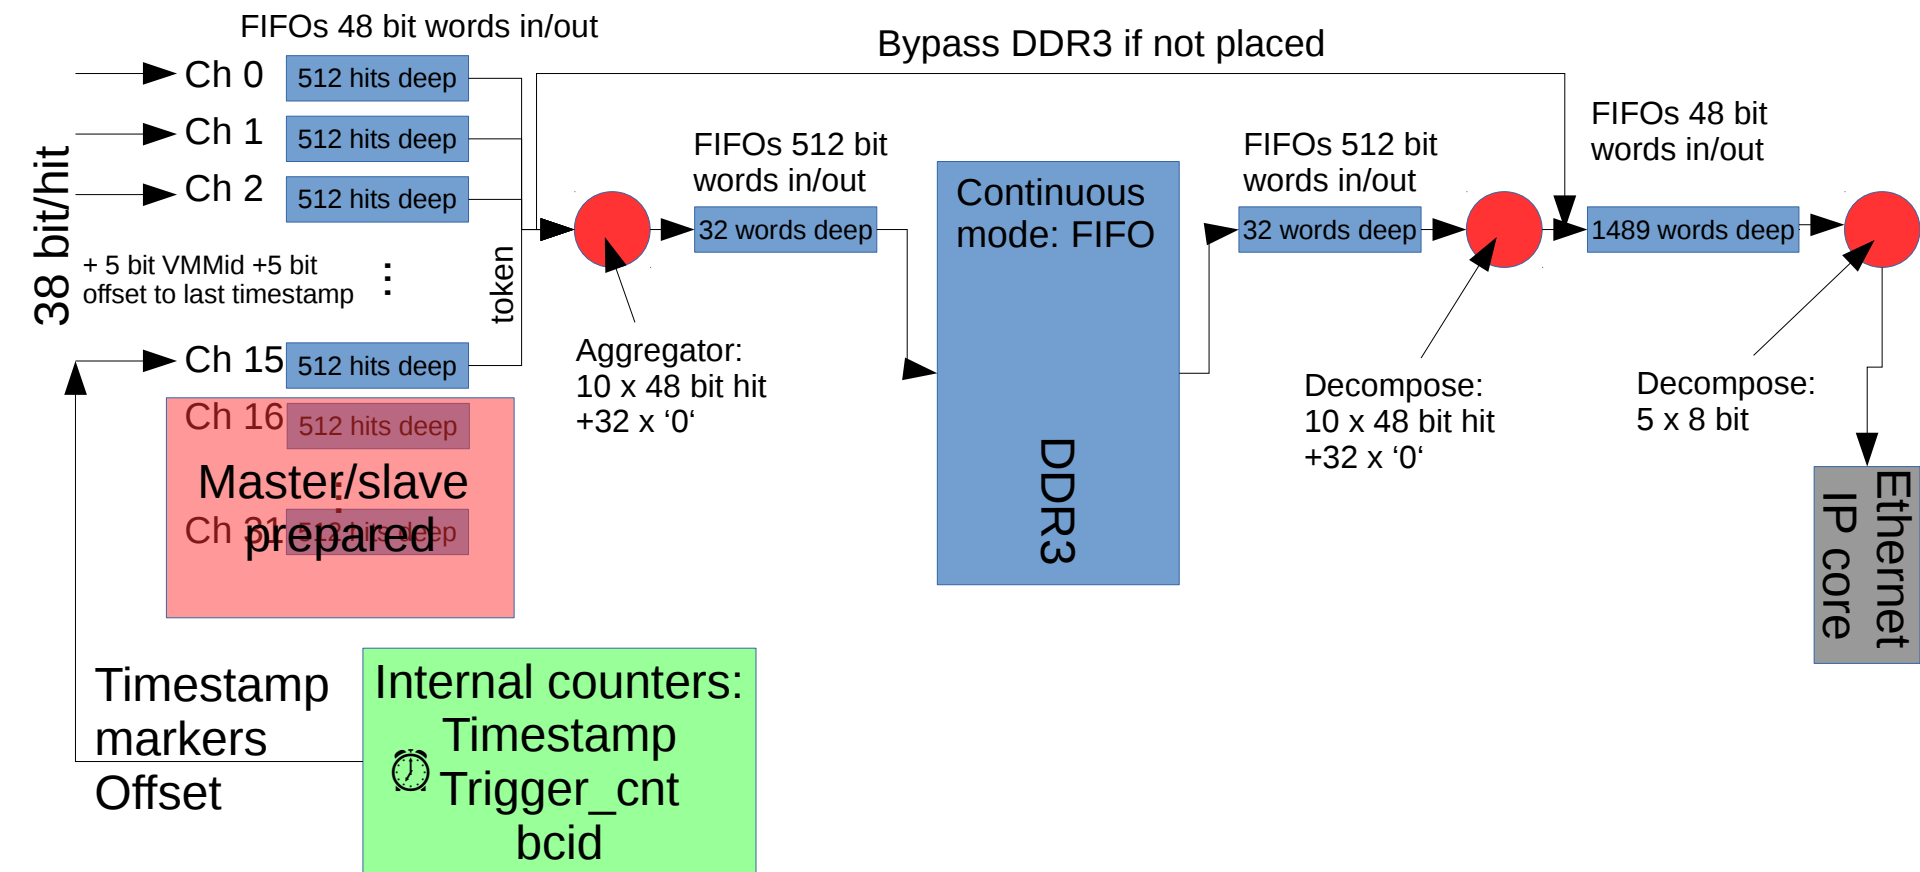 FIFOs 48 bit words in/out
Bypass DDR3 if not placed
38 bit/hit
Ch 0
512 hits deep
Ch 1
512 hits deep
Ch 2
512 hits deep
+ 5 bit VMMid +5 bit
offset to last timestamp
⋮
token
Ch 15
512 hits deep
Ch 16
512 hits deep
Master/slave
prepared
Ch 31
512 hits deep
Aggregator:
10 x 48 bit hit
+32 x ‘0‘
FIFOs 512 bit
words in/out
32 words deep
Continuous
mode: FIFO
DDR3
FIFOs 512 bit
words in/out
32 words deep
Decompose:
10 x 48 bit hit
+32 x ‘0‘
FIFOs 48 bit
words in/out
1489 words deep
Decompose:
5 x 8 bit
Ethernet
IP core
Timestamp
markers
Offset
Internal counters:
Timestamp
Trigger_cnt
bcid